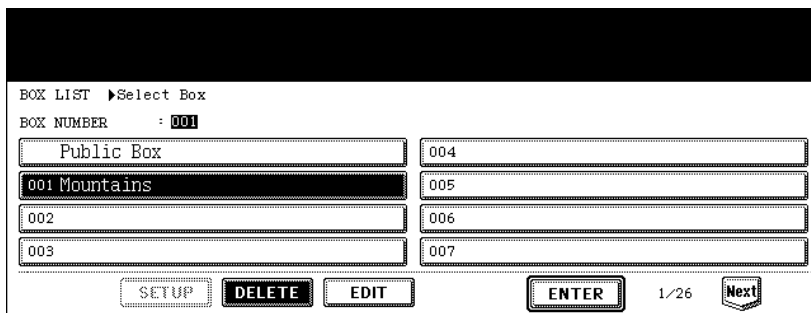 BOX LIST ▶Select Box
BOX NUMBER : 001
Public Box
004
001 Mountains
005
002
006
003
007
SETUP DELETE EDIT ENTER 1/26 Next